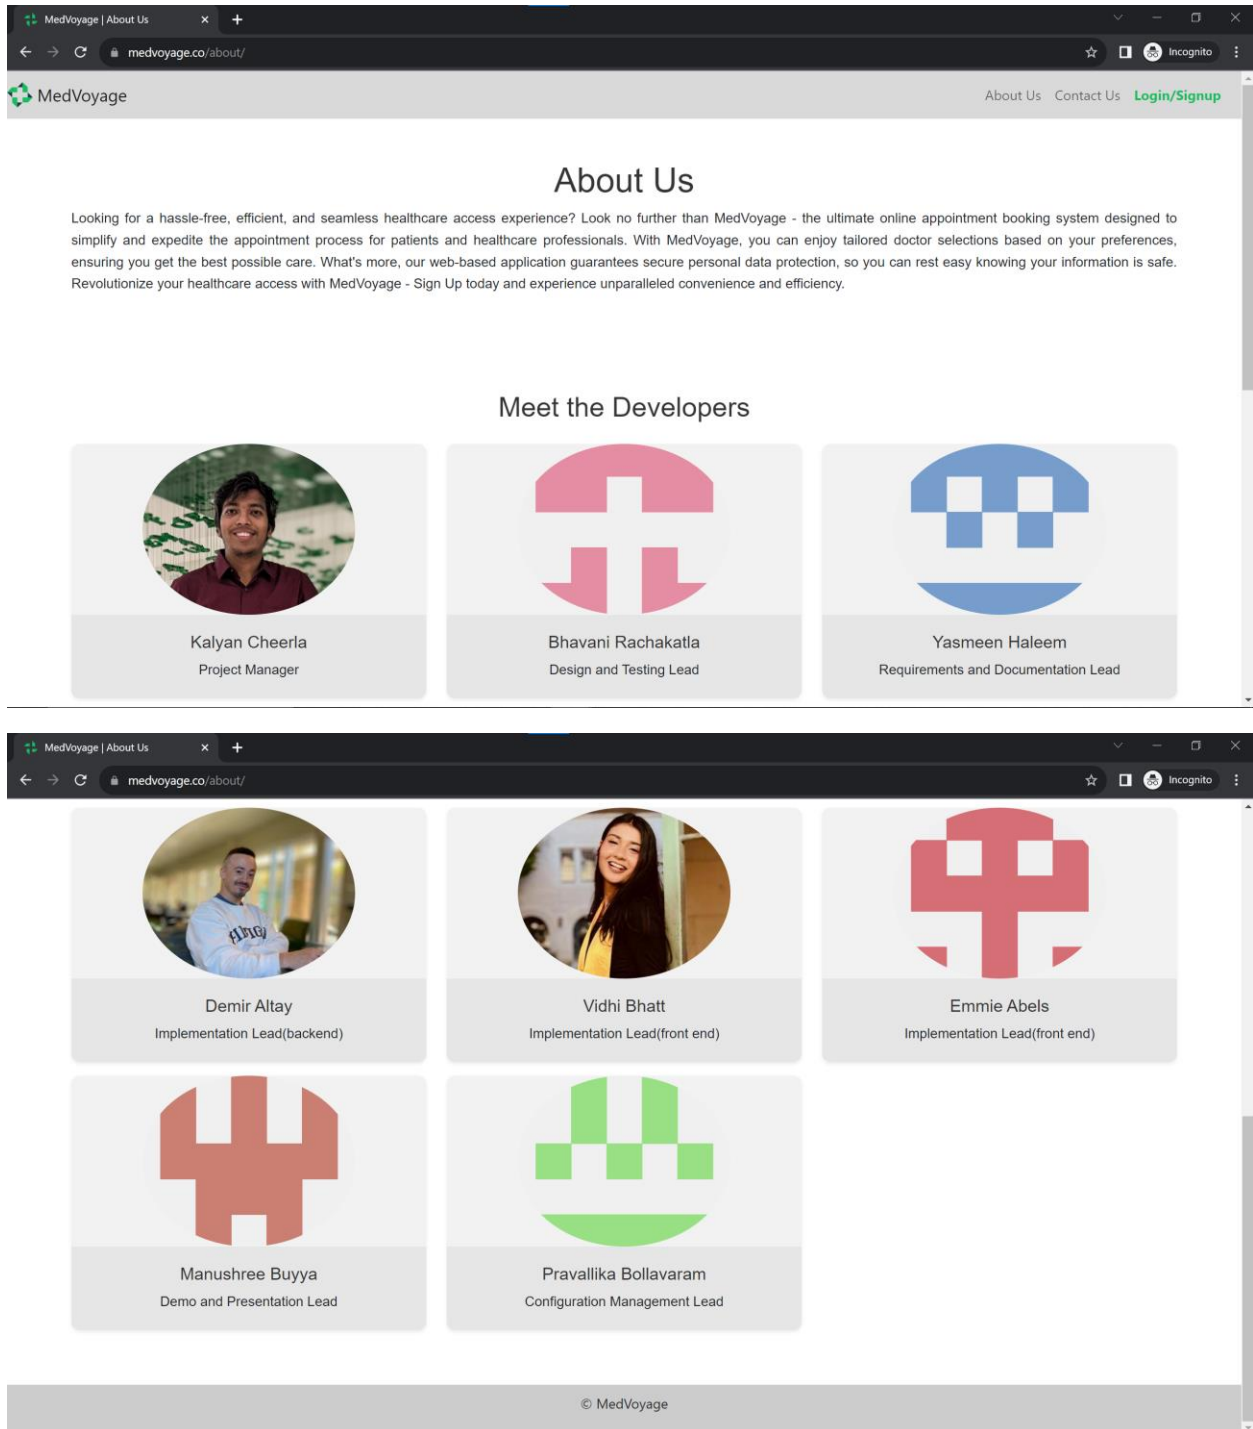 MedVoyage | About Us
medvoyage.co/about/
Incognito
MedVoyage
About Us Contact Us Login/Signup
About Us
Looking for a hassle-free, efficient, and seamless healthcare access experience? Look no further than MedVoyage - the ultimate online appointment booking system designed to
simplify and expedite the appointment process for patients and healthcare professionals. With MedVoyage, you can enjoy tailored doctor selections based on your preferences,
ensuring you get the best possible care. What's more, our web-based application guarantees secure personal data protection, so you can rest easy knowing your information is safe.
Revolutionize your healthcare access with MedVoyage - Sign Up today and experience unparalleled convenience and efficiency.
Meet the Developers
Kalyan Cheerla
Project Manager
Bhavani Rachakatla
Design and Testing Lead
Yasmeen Haleem
Requirements and Documentation Lead
MedVoyage | About Us
medvoyage.co/about/
Incognito
Demir Altay
Implementation Lead(backend)
Vidhi Bhatt
Implementation Lead(front end)
Emmie Abels
Implementation Lead(front end)
Manushree Buyya
Demo and Presentation Lead
Pravallika Bollavaram
Configuration Management Lead
© MedVoyage